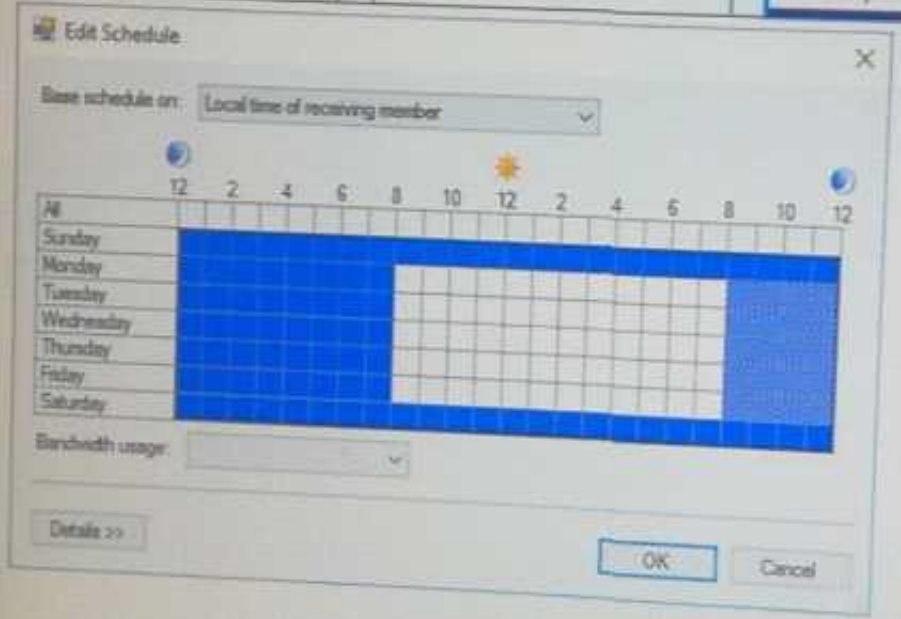 Edit Schedule
Base schedule on: Local time of receiving member
12 2 4 6 8 10 12 2 4 6 8 10 12
All
Sunday
Monday
Tuesday
Wednesday
Thursday
Friday
Saturday
Bandwidth usage:
Details >>
OK Cancel